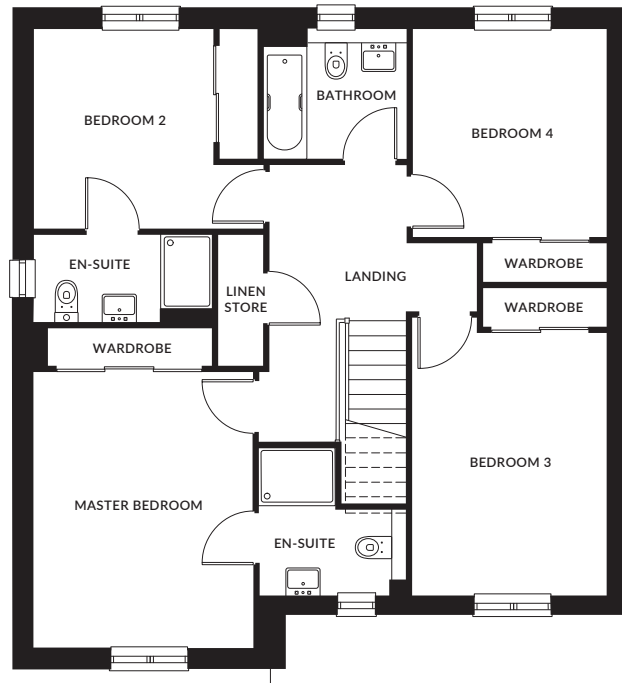 BATHROOM
BEDROOM 2
BEDROOM 4
EN-SUITE
LANDING
WARDROBE
LINEN
STORE
WARDROBE
WARDROBE
BEDROOM 3
MASTER BEDROOM
EN-SUITE